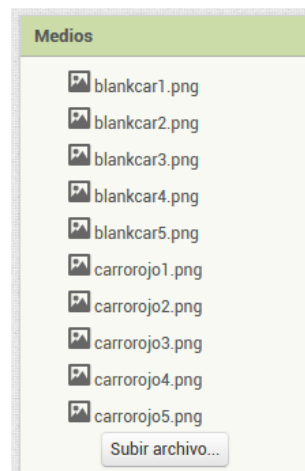 Medios
blankcar1.png
blankcar2.png
blankcar3.png
blankcar4.png
blankcar5.png
carrorojo1.png
carrorojo2.png
carrorojo3.png
carrorojo4.png
carrorojo5.png
Subir archivo...